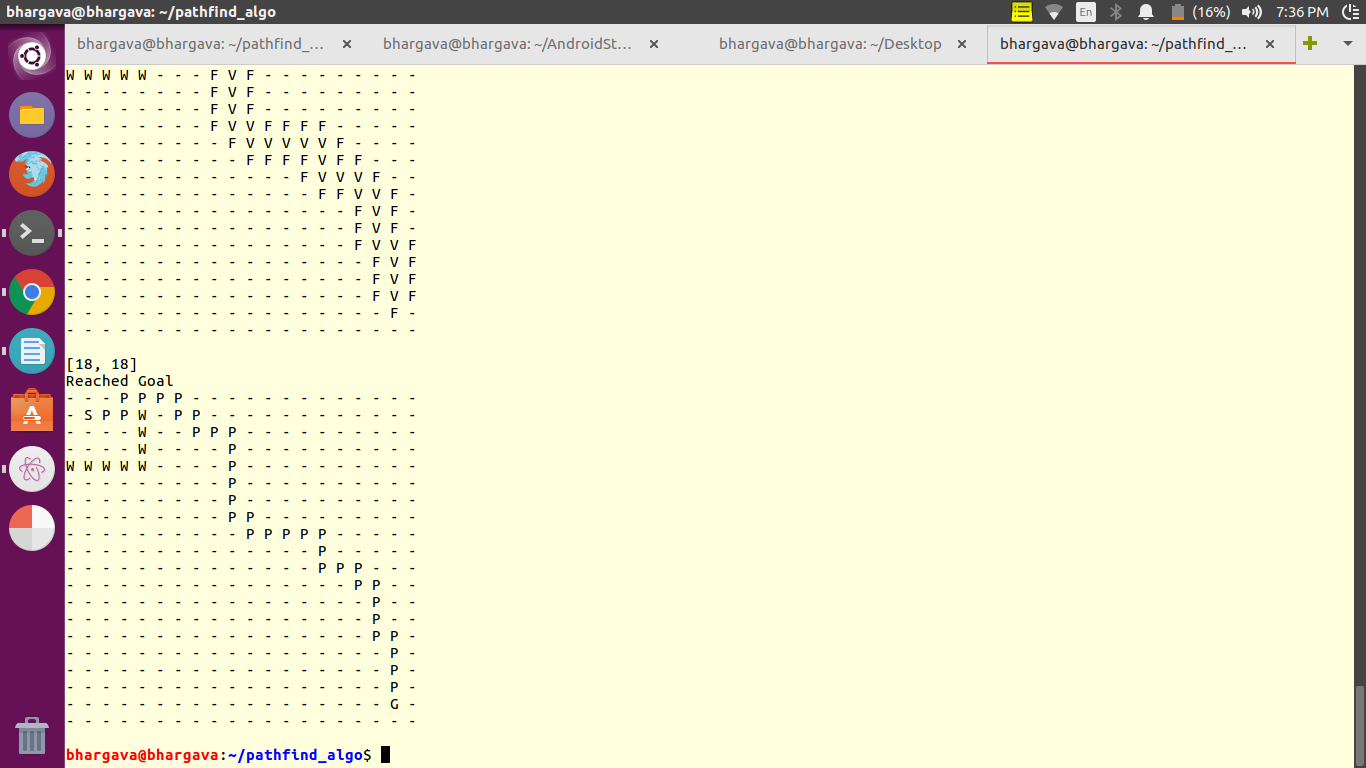 bhargava@bhargava: ~/pathfind_algo
En
(16%)
7:36 PM
bhargava@bhargava: ~/pathfind_...
bhargava@bhargava: ~/AndroidSt...
bhargava@bhargava: ~/Desktop
bhargava@bhargava: ~/pathfind_...
W W W W W - - - F V F - - - - - - - - -
- - - - - - - - F V F - - - - - - - - -
- - - - - - - - F V F - - - - - - - - -
- - - - - - - - F V V F F F F - - - - -
- - - - - - - - - F V V V V V F - - - -
- - - - - - - - - - F F F F V F F - - -
- - - - - - - - - - - - - F V V V F - -
- - - - - - - - - - - - - - F F V V F -
- - - - - - - - - - - - - - - - F V F -
- - - - - - - - - - - - - - - - F V F -
- - - - - - - - - - - - - - - - F V V F
- - - - - - - - - - - - - - - - - F V F
- - - - - - - - - - - - - - - - - F V F
- - - - - - - - - - - - - - - - - F V F
- - - - - - - - - - - - - - - - - - F -
- - - - - - - - - - - - - - - - - - - -
[18, 18]
Reached Goal
- - - P P P P - - - - - - - - - - - - -
- S P P W - P P - - - - - - - - - - - -
- - - - W - - P P P - - - - - - - - - -
- - - - W - - - - P - - - - - - - - - -
W W W W W - - - - P - - - - - - - - - -
- - - - - - - - - P - - - - - - - - - -
- - - - - - - - - P - - - - - - - - - -
- - - - - - - - - P P - - - - - - - - -
- - - - - - - - - - P P P P P - - - - -
- - - - - - - - - - - - - - P - - - - -
- - - - - - - - - - - - - - P P P - - -
- - - - - - - - - - - - - - - - P P - -
- - - - - - - - - - - - - - - - - P - -
- - - - - - - - - - - - - - - - - P - -
- - - - - - - - - - - - - - - - - P P -
- - - - - - - - - - - - - - - - - - P -
- - - - - - - - - - - - - - - - - - P -
- - - - - - - - - - - - - - - - - - P -
- - - - - - - - - - - - - - - - - - G -
- - - - - - - - - - - - - - - - - - - -
bhargava@bhargava:~/pathfind_algo$